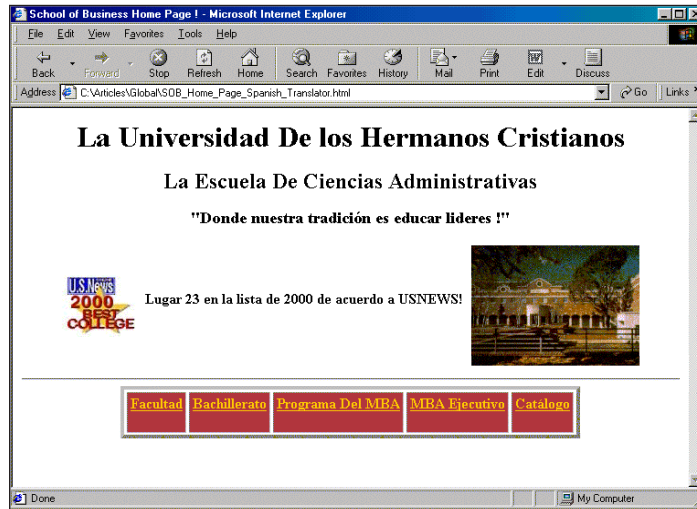 School of Business Home Page ! - Microsoft Internet Explorer
File Edit View Favorites Tools Help
Back Forward Stop Refresh Home Search Favorites History Mail Print Edit Discuss
Address C:\Articles\Global\SOB_Home_Page_Spanish_Translator.html Go Links
La Universidad De los Hermanos Cristianos
La Escuela De Ciencias Administrativas
"Donde nuestra tradición es educar lideres !"
U.S.News
2000
BEST
COLLEGE
Lugar 23 en la lista de 2000 de acuerdo a USNEWS!
Facultad Bachillerato Programa Del MBA MBA Ejecutivo Catálogo
Done My Computer